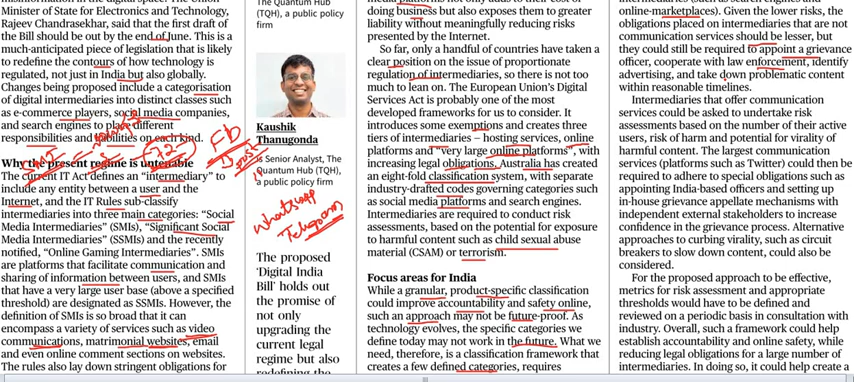 Minister of State for Electronics and Technology,
Rajeev Chandrasekhar, said that the first draft of
the Bill should be out by the end of June. This is a
much-anticipated piece of legislation that is likely
to redefine the contours of how technology is
regulated, not just in India but also globally.
Changes being proposed include a categorisation
of digital intermediaries into distinct classes such
as e-commerce players, social media companies,
and search engines to place different
responsibilities and liabilities on each kind.
Why the present regime is untenable
The current IT Act defines an “intermediary” to
include any entity between a user and the
internet, and the IT Rules sub-classify
intermediaries into three main categories: “Social
Media Intermediaries” (SMIs), “Significant Social
Media Intermediaries” (SSMIs) and the recently
notified, “Online Gaming Intermediaries”. SMIs
are platforms that facilitate communication and
sharing of information between users, and SMIs
that have a very large user base (above a specified
threshold) are designated as SSMIs. However, the
definition of SMIs is so broad that it can
encompass a variety of services such as video
communications, matrimonial websites, email
and even online comment sections on websites.
The rules also lay down stringent obligations for
The Quantum Hub
(TQH), a public policy
firm
Fb
Kaushik
Thanugonda
is Senior Analyst, The
Quantum Hub (TQH),
a public policy firm
Whatsapp
Telegram
The proposed
‘Digital India
Bill’ holds out
the promise of
not only
upgrading the
current legal
regime but also
redefining the
doing business but also exposes them to greater
liability without meaningfully reducing risks
presented by the Internet.
So far, only a handful of countries have taken a
clear position on the issue of proportionate
regulation of intermediaries, so there is not too
much to lean on. The European Union’s Digital
Services Act is probably one of the most
developed frameworks for us to consider. It
introduces some exemptions and creates three
tiers of intermediaries — hosting services, online
platforms and “very large online platforms”, with
increasing legal obligations. Australia has created
an eight-fold classification system, with separate
industry-drafted codes governing categories such
as social media platforms and search engines.
Intermediaries are required to conduct risk
assessments, based on the potential for exposure
to harmful content such as child sexual abuse
material (CSAM) or terrorism.
Focus areas for India
While a granular, product-specific classification
could improve accountability and safety online,
such an approach may not be future-proof. As
technology evolves, the specific categories we
define today may not work in the future. What we
need, therefore, is a classification framework that
creates a few defined categories, requires
online-marketplaces). Given the lower risks, the
obligations placed on intermediaries that are not
communication services should be lesser, but
they could still be required to appoint a grievance
officer, cooperate with law enforcement, identify
advertising, and take down problematic content
within reasonable timelines.
Intermediaries that offer communication
services could be asked to undertake risk
assessments based on the number of their active
users, risk of harm and potential for virality of
harmful content. The largest communication
services (platforms such as Twitter) could then be
required to adhere to special obligations such as
appointing India-based officers and setting up
in-house grievance appellate mechanisms with
independent external stakeholders to increase
confidence in the grievance process. Alternative
approaches to curbing virality, such as circuit
breakers to slow down content, could also be
considered.
For the proposed approach to be effective,
metrics for risk assessment and appropriate
thresholds would have to be defined and
reviewed on a periodic basis in consultation with
industry. Overall, such a framework could help
establish accountability and online safety, while
reducing legal obligations for a large number of
intermediaries. In doing so, it could help create a